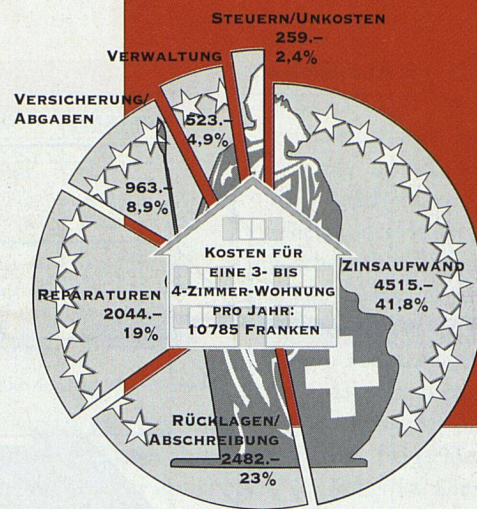 STEUERN/UNKOSTEN
259.–
2,4%
VERWALTUNG
523.–
4,9%
VERSICHERUNG/
ABGABEN
963.–
8,9%
KOSTEN FÜR
EINE 3- BIS
4-ZIMMER-WOHNUNG
PRO JAHR:
10785 FRANKEN
ZINSAUFWAND
4515.–
41,8%
REPARATUREN
2044.–
19%
RÜCKLAGEN/
ABSCHREIBUNG
2482.–
23%